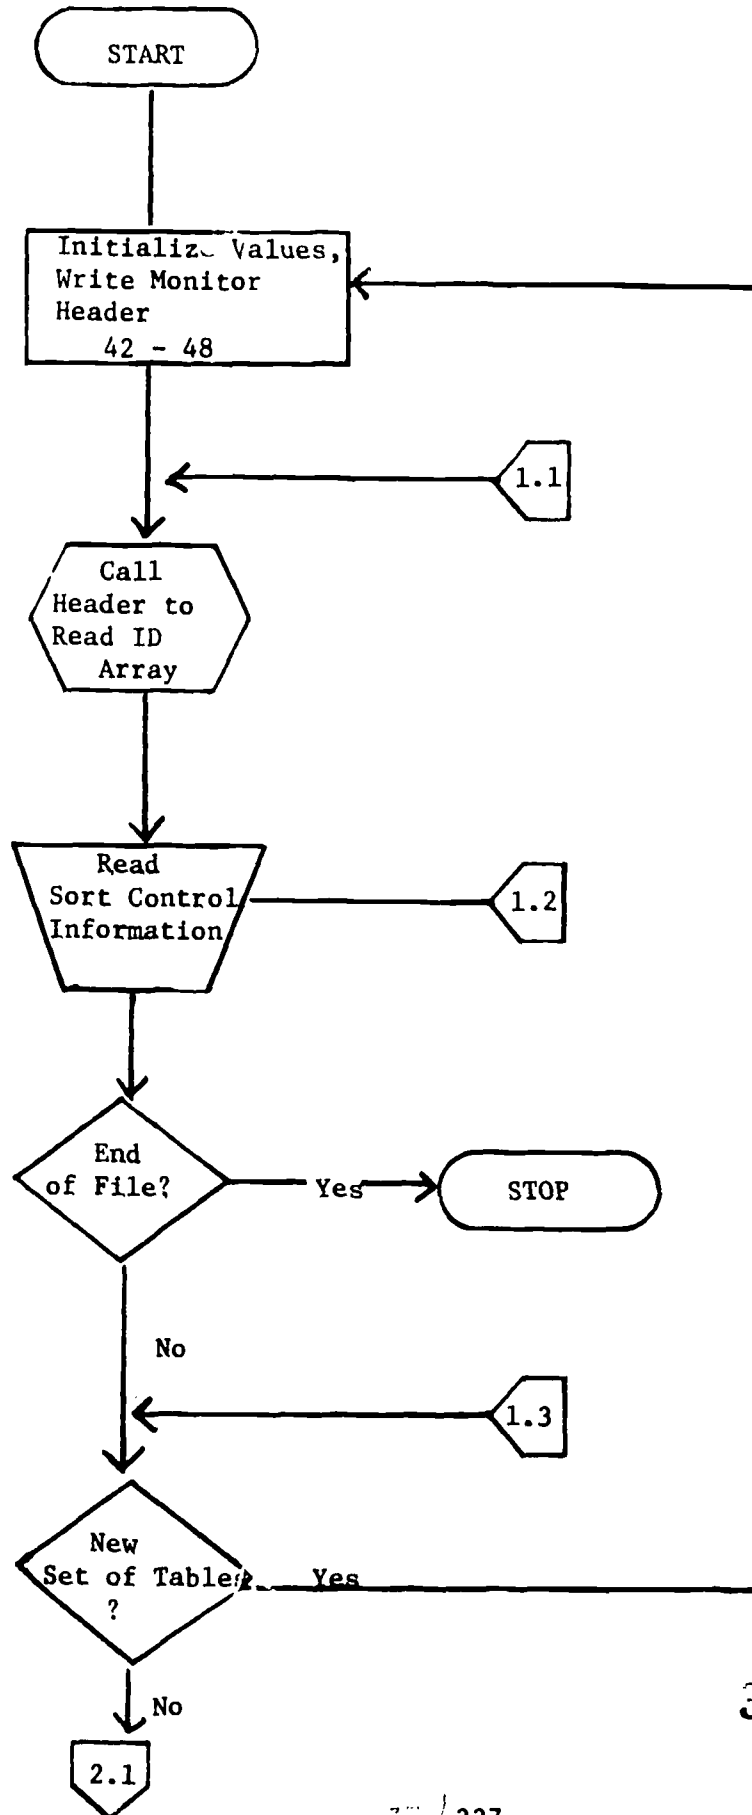 START
Initialize Values,
Write Monitor
Header
42 - 48
1.1
Call
Header to
Read ID
Array
Read
Sort Control
Information
1.2
End
of File?
Yes
STOP
No
1.3
New
Set of Tables
?
Yes
No
2.1